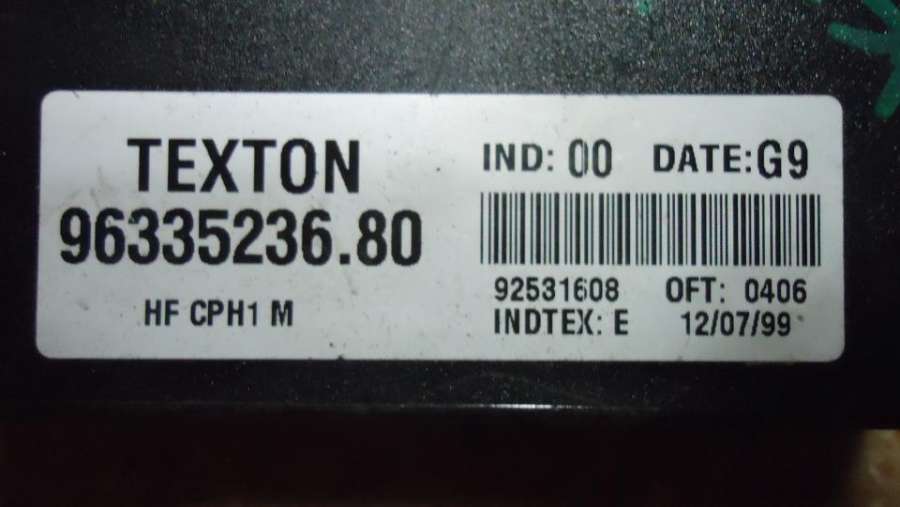 TEXTON
96335236.80
HF CPH1 M
IND: 00 DATE:G9
92531608 OFT: 0406
INDTEX: E 12/07/99